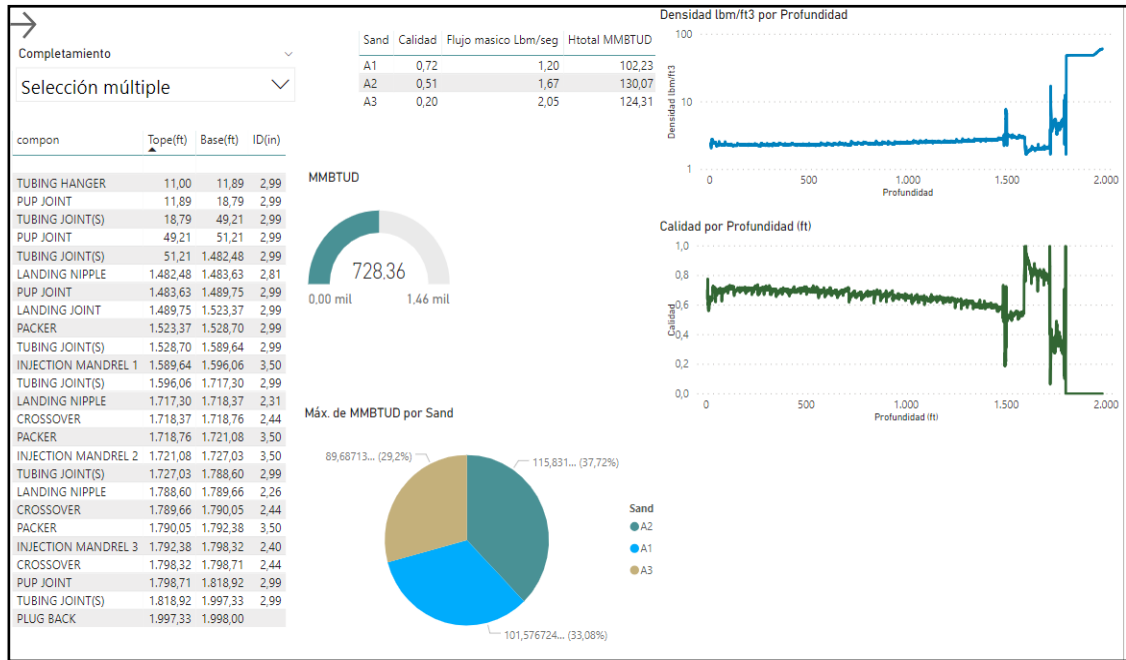 Completamiento
Selección múltiple
compon Tope(ft) Base(ft) ID(in)
TUBING HANGER 11,00 11,89 2,99
PUP JOINT 11,89 18,79 2,99
TUBING JOINT(S) 18,79 49,21 2,99
PUP JOINT 49,21 51,21 2,99
TUBING JOINT(S) 51,21 1.482,48 2,99
LANDING NIPPLE 1.482,48 1.483,63 2,81
PUP JOINT 1.483,63 1.489,75 2,99
LANDING JOINT 1.489,75 1.523,37 2,99
PACKER 1.523,37 1.528,70 2,99
TUBING JOINT(S) 1.528,70 1.589,64 2,99
INJECTION MANDREL 1 1.589,64 1.596,06 3,50
TUBING JOINT(S) 1.596,06 1.717,30 2,99
LANDING NIPPLE 1.717,30 1.718,37 2,31
CROSSOVER 1.718,37 1.718,76 2,44
PACKER 1.718,76 1.721,08 3,50
INJECTION MANDREL 2 1.721,08 1.727,03 3,50
TUBING JOINT(S) 1.727,03 1.788,60 2,99
LANDING NIPPLE 1.788,60 1.789,66 2,26
CROSSOVER 1.789,66 1.790,05 2,44
PACKER 1.790,05 1.792,38 3,50
INJECTION MANDREL 3 1.792,38 1.798,32 2,40
CROSSOVER 1.798,32 1.798,71 2,44
PUP JOINT 1.798,71 1.818,92 2,99
TUBING JOINT(S) 1.818,92 1.997,33 2,99
PLUG BACK 1.997,33 1.998,00
Sand Calidad Flujo masico Lbm/seg Htotal MMBTUD
A1 0,72 1,20 102,23
A2 0,51 1,67 130,07
A3 0,20 2,05 124,31
MMBTUD
728,36
0,00 mil 1,46 mil
Máx. de MMBTUD por Sand
89,68713... (29,2%)
115,831... (37,72%)
101,576724... (33,08%)
Sand
A2
A1
A3
Densidad lbm/ft3 por Profundidad
Densidad lbm/ft3
100
10
1
0 500 1.000 1.500 2.000
Profundidad
Calidad por Profundidad (ft)
Calidad
1,0
0,8
0,6
0,4
0,2
0,0
0 500 1.000 1.500 2.000
Profundidad (ft)